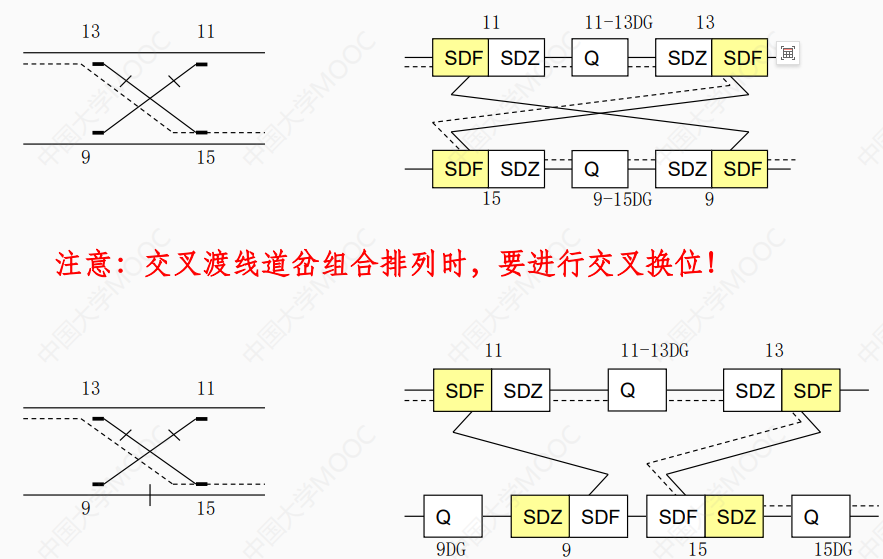 13 11
11 11-13DG 13
SDF SDZ Q SDZ SDF
SDF SDZ Q SDZ SDF
9 15
15 9-15DG 9
注意：交叉渡线道岔组合排列时，要进行交叉换位！
11 11-13DG 13
13 11
SDF SDZ Q SDZ SDF
9 15
Q SDZ SDF SDF SDZ Q
9DG 9 15 15DG
中国大学MOOC